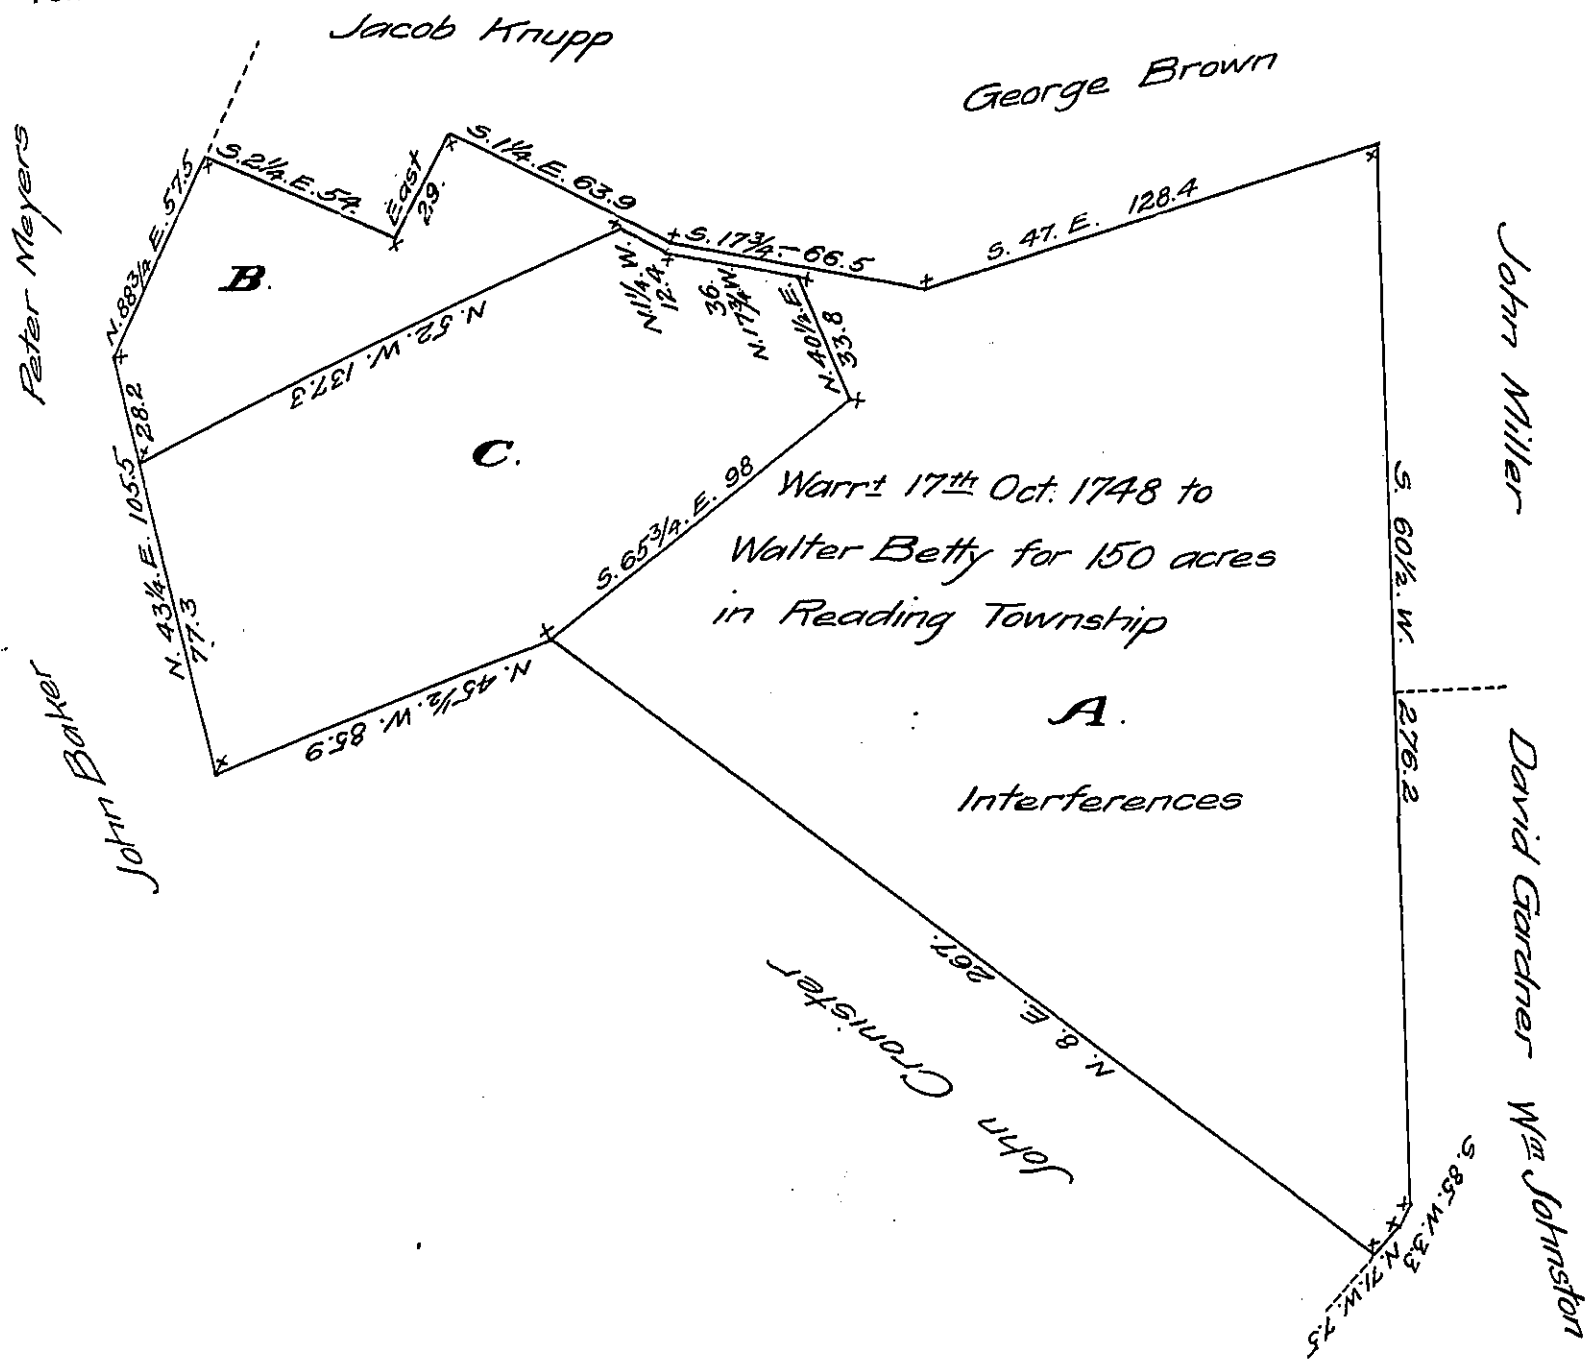 Jacob Knupp
George Brown
Peter Meyers
John Miller
S. 2¼. E. 54.
East
29.
S. 1¼. E. 63.9
S. 17¾. - 66.5
S. 47. E. 128.4
N. 88¾. E. 57.5
B.
N. 52. W. 137.3
N. 1¼ W.
12.4
36.
N. 17¾ W.
N. 40½. E.
33.8
28.2
C.
N. 43¼. E. 105.5
77.3
S. 65¾. E. 98
N. 45½. W. 85.9
Warrt 17th Oct. 1748 to
Walter Betty for 150 acres
in Reading Township
A.
Interferences
S. 60½. W. 276.2
John Baker
David Gardner
N. 8. E. 267.
John Cronister
Wm Johnston
S. 85. W. 3.3
N. 71. W. 7.5